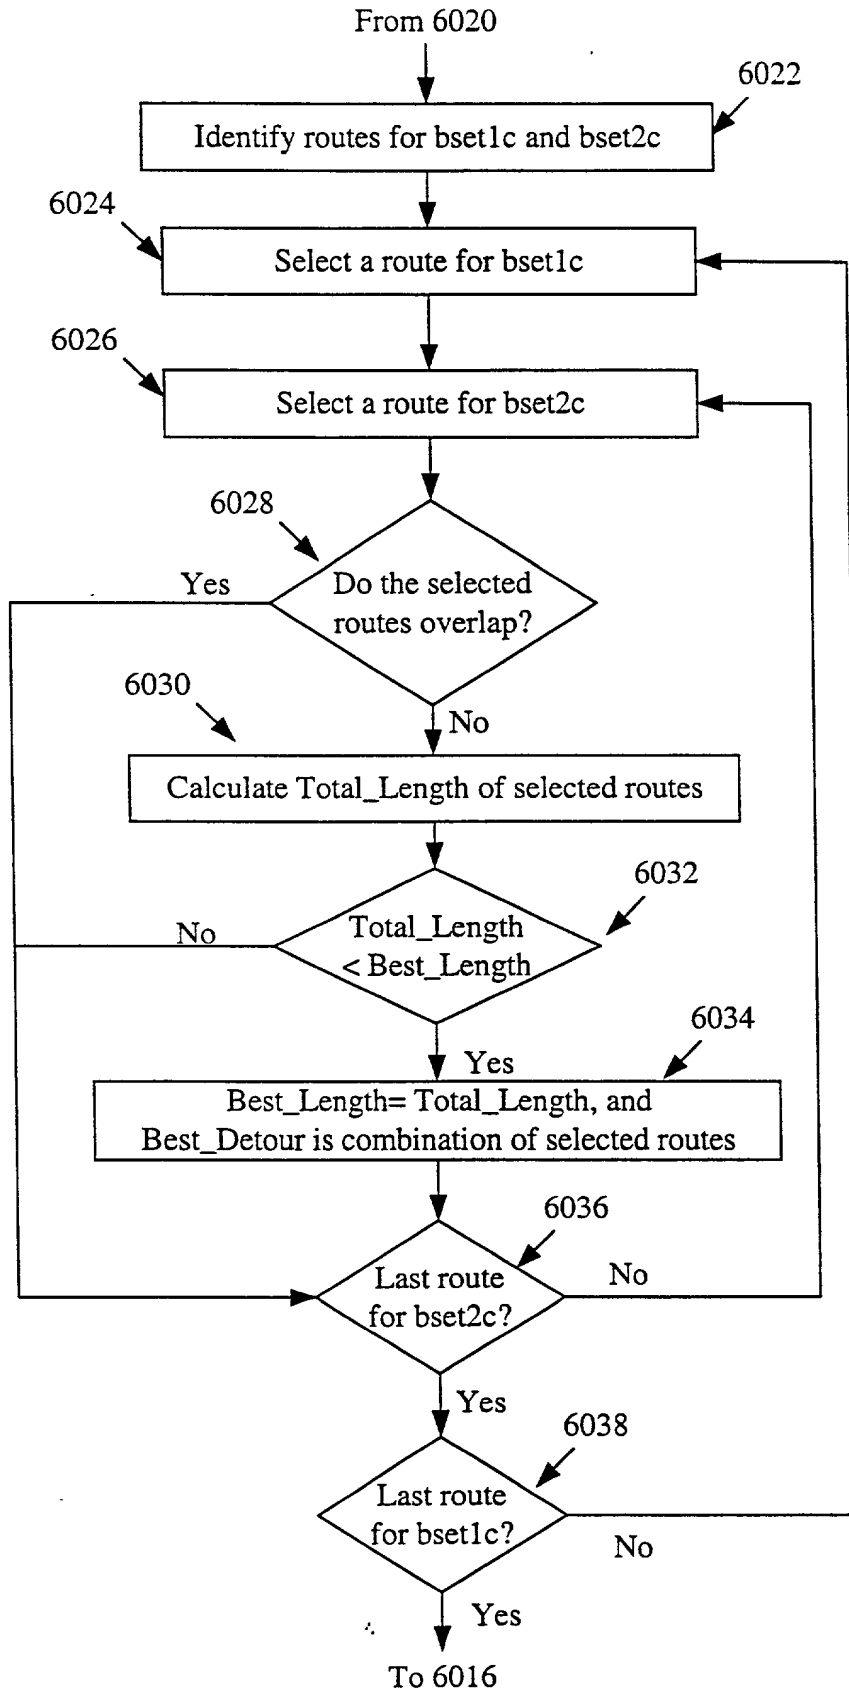 From 6020
6022
Identify routes for bset1c and bset2c
6024
Select a route for bset1c
6026
Select a route for bset2c
6028
Yes
Do the selected
routes overlap?
6030
No
Calculate Total_Length of selected routes
6032
No
Total_Length
< Best_Length
6034
Yes
Best_Length= Total_Length, and
Best_Detour is combination of selected routes
6036
Last route
for bset2c?
No
Yes
6038
Last route
for bset1c?
No
Yes
To 6016